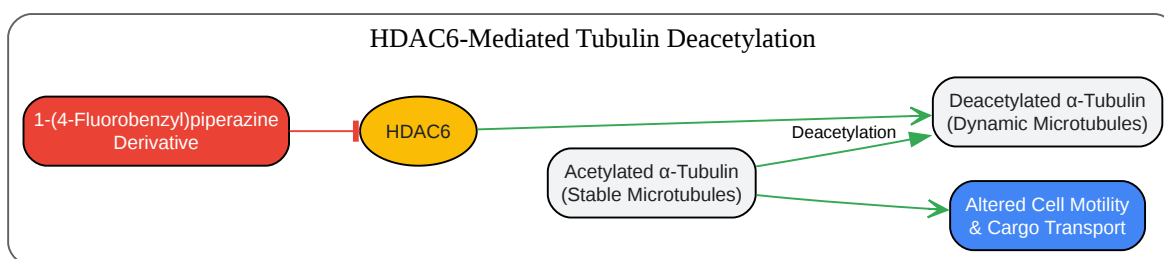 HDAC6-Mediated Tubulin Deacetylation
1-(4-Fluorobenzyl)piperazine
Derivative
HDAC6
Deacetylation
Deacetylated α-Tubulin
(Dynamic Microtubules)
Acetylated α-Tubulin
(Stable Microtubules)
Altered Cell Motility
& Cargo Transport